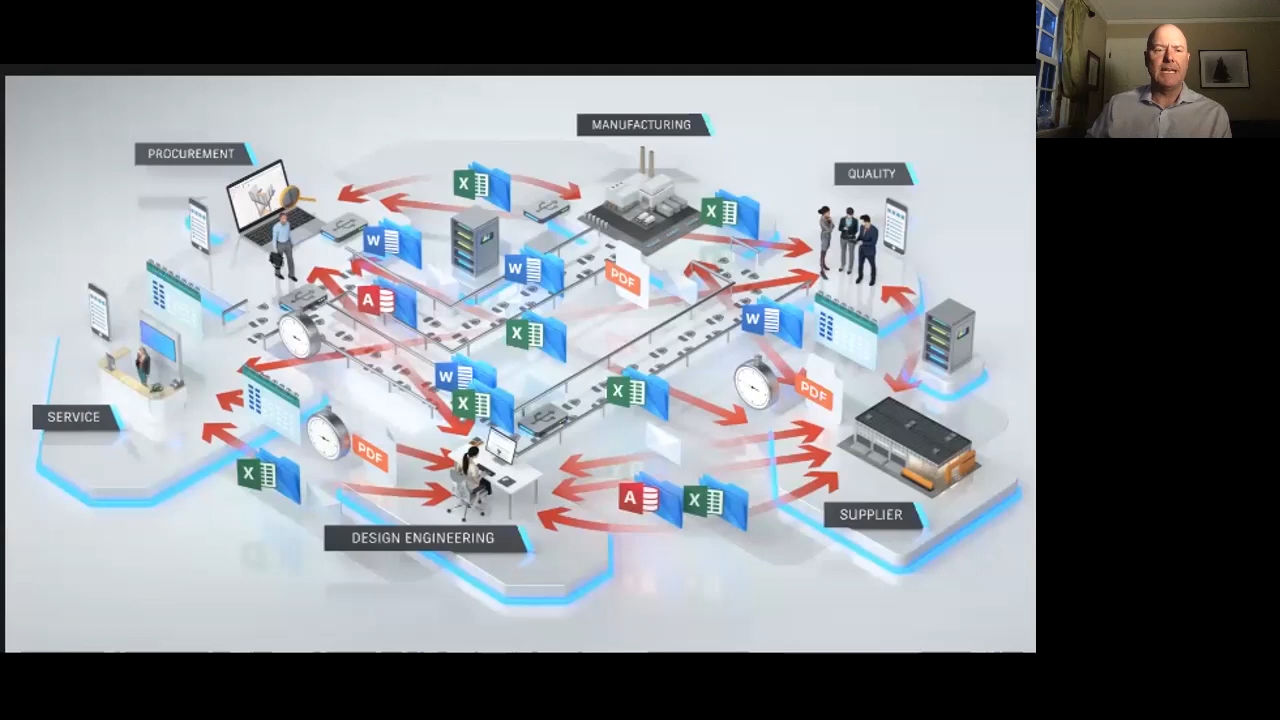 MANUFACTURING
PROCUREMENT
QUALITY
X
X
W
W
PDF
A
W
X
W
X
X
PDF
SERVICE
PDF
X
A
X
SUPPLIER
DESIGN ENGINEERING